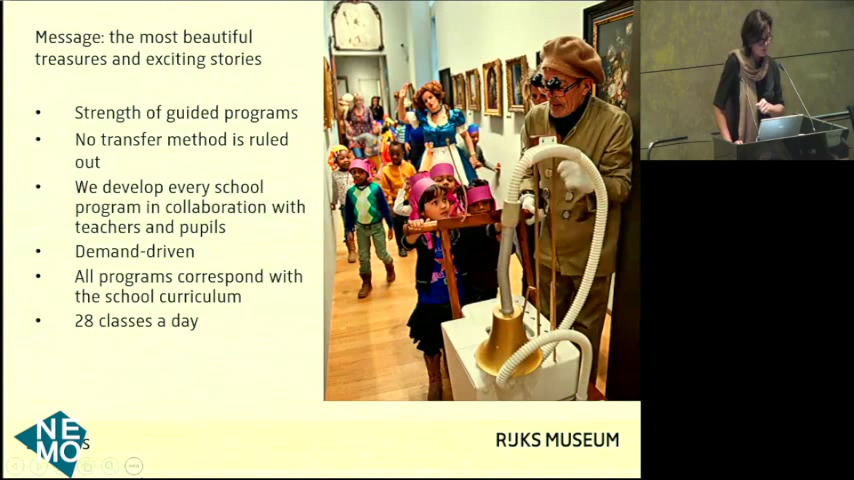 Message: the most beautiful
treasures and exciting stories
• Strength of guided programs
• No transfer method is ruled
out
• We develop every school
program in collaboration with
teachers and pupils
• Demand-driven
• All programs correspond with
the school curriculum
• 28 classes a day
NE
MO
RIJKS MUSEUM